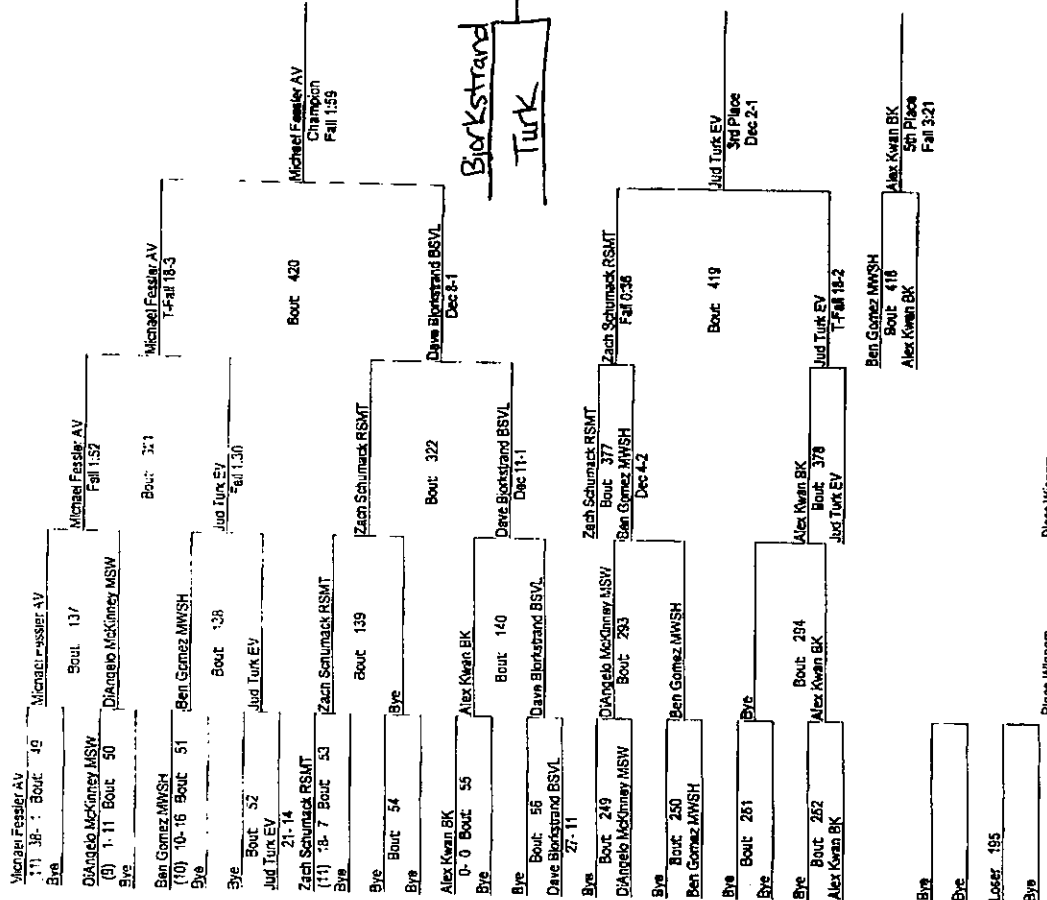 Michael Fessler AV
(11) 38- 1 Bout: 49
Bye
DiAngelo McKinney MSW
(9) 1- 11 Bout: 50
Bye
Ben Gomez MWSH
(10) 10- 16 Bout: 51
Bye
Bye
Bout: 52
Jud Turk EV
21- 14
Zach Schumack RSMT
(11) 18- 7 Bout: 53
Bye
Bye
Bout: 54
Bye
Alex Kwan BK
0- 0 Bout: 55
Bye
Bye
Bout: 56
Dave Bjorkstrand BSVL
27- 11
Bye
Bout: 249
DiAngelo McKinney MSW
Bye
Bout: 250
Ben Gomez MWSH
Bye
Bout: 251
Bye
Bye
Bout: 252
Alex Kwan BK
Bye
Bye
Loser 195
Bye
Michael Fessler AV
Bout: 137
DiAngelo McKinney MSW
Ben Gomez MWSH
Bout: 138
Jud Turk EV
Zach Schumack RSMT
Bout: 139
Bye
Alex Kwan BK
Bout: 140
Dave Bjorkstrand BSVL
DiAngelo McKinney MSW
Bout: 293
Ben Gomez MWSH
Bye
Bout: 294
Alex Kwan BK
Michael Fessler AV
Fall 1:52
Bout: 321
Jud Turk EV
Fall 1:30
Zach Schumack RSMT
Bout: 322
Dave Bjorkstrand BSVL
Dec 11-1
Zach Schumack RSMT
Bout: 377
Ben Gomez MWSH
Dec 4-2
Alex Kwan BK
Bout: 378
Jud Turk EV
Michael Fessler AV
T-Fall 18-3
Bout: 420
Dave Bjorkstrand BSVL
Dec 8-1
Zach Schumack RSMT
Fall 0:36
Bout: 419
Jud Turk EV
T-Fall 18-2
Ben Gomez MWSH
Bout: 418
Alex Kwan BK
Michael Fessler AV
Champion
Fall 1:59
Jud Turk EV
3rd Place
Dec 2-1
Alex Kwan BK
5th Place
Fall 3:21
Bjorkstrand
Turk